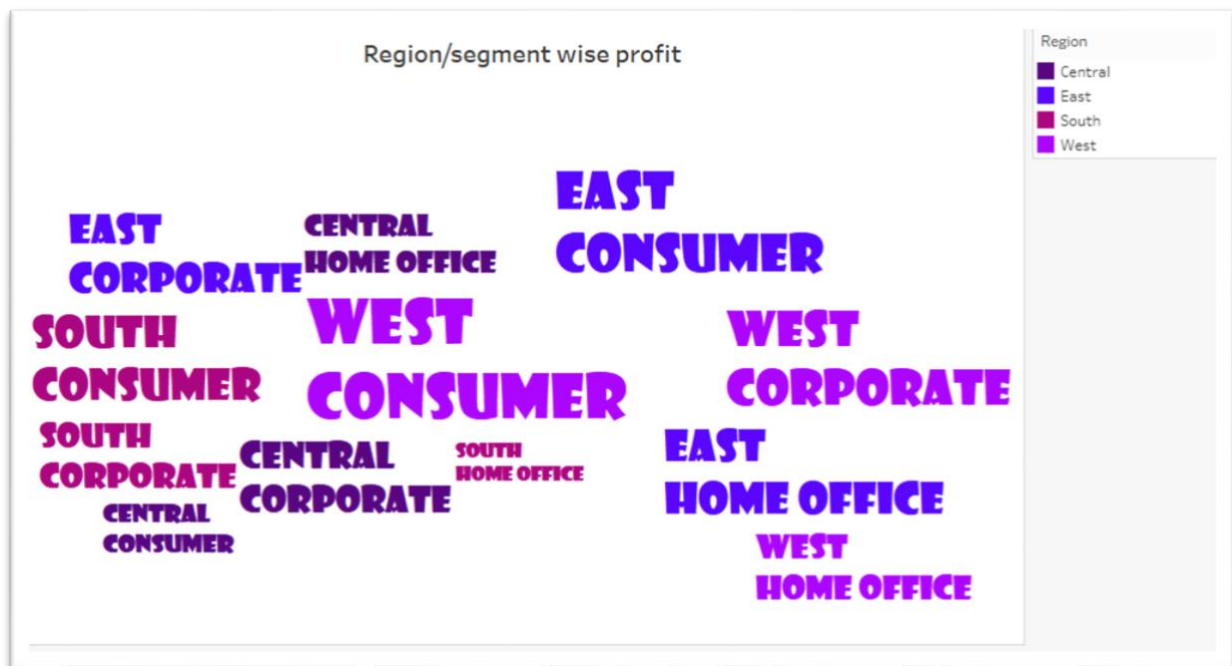 Region/segment wise profit
Region
Central
East
South
West
EAST
CONSUMER
EAST
CORPORATE
CENTRAL
HOME OFFICE
WEST
CONSUMER
WEST
CORPORATE
SOUTH
CONSUMER
SOUTH
CORPORATE
EAST
HOME OFFICE
CENTRAL
CORPORATE
SOUTH
HOME OFFICE
CENTRAL
CONSUMER
WEST
HOME OFFICE